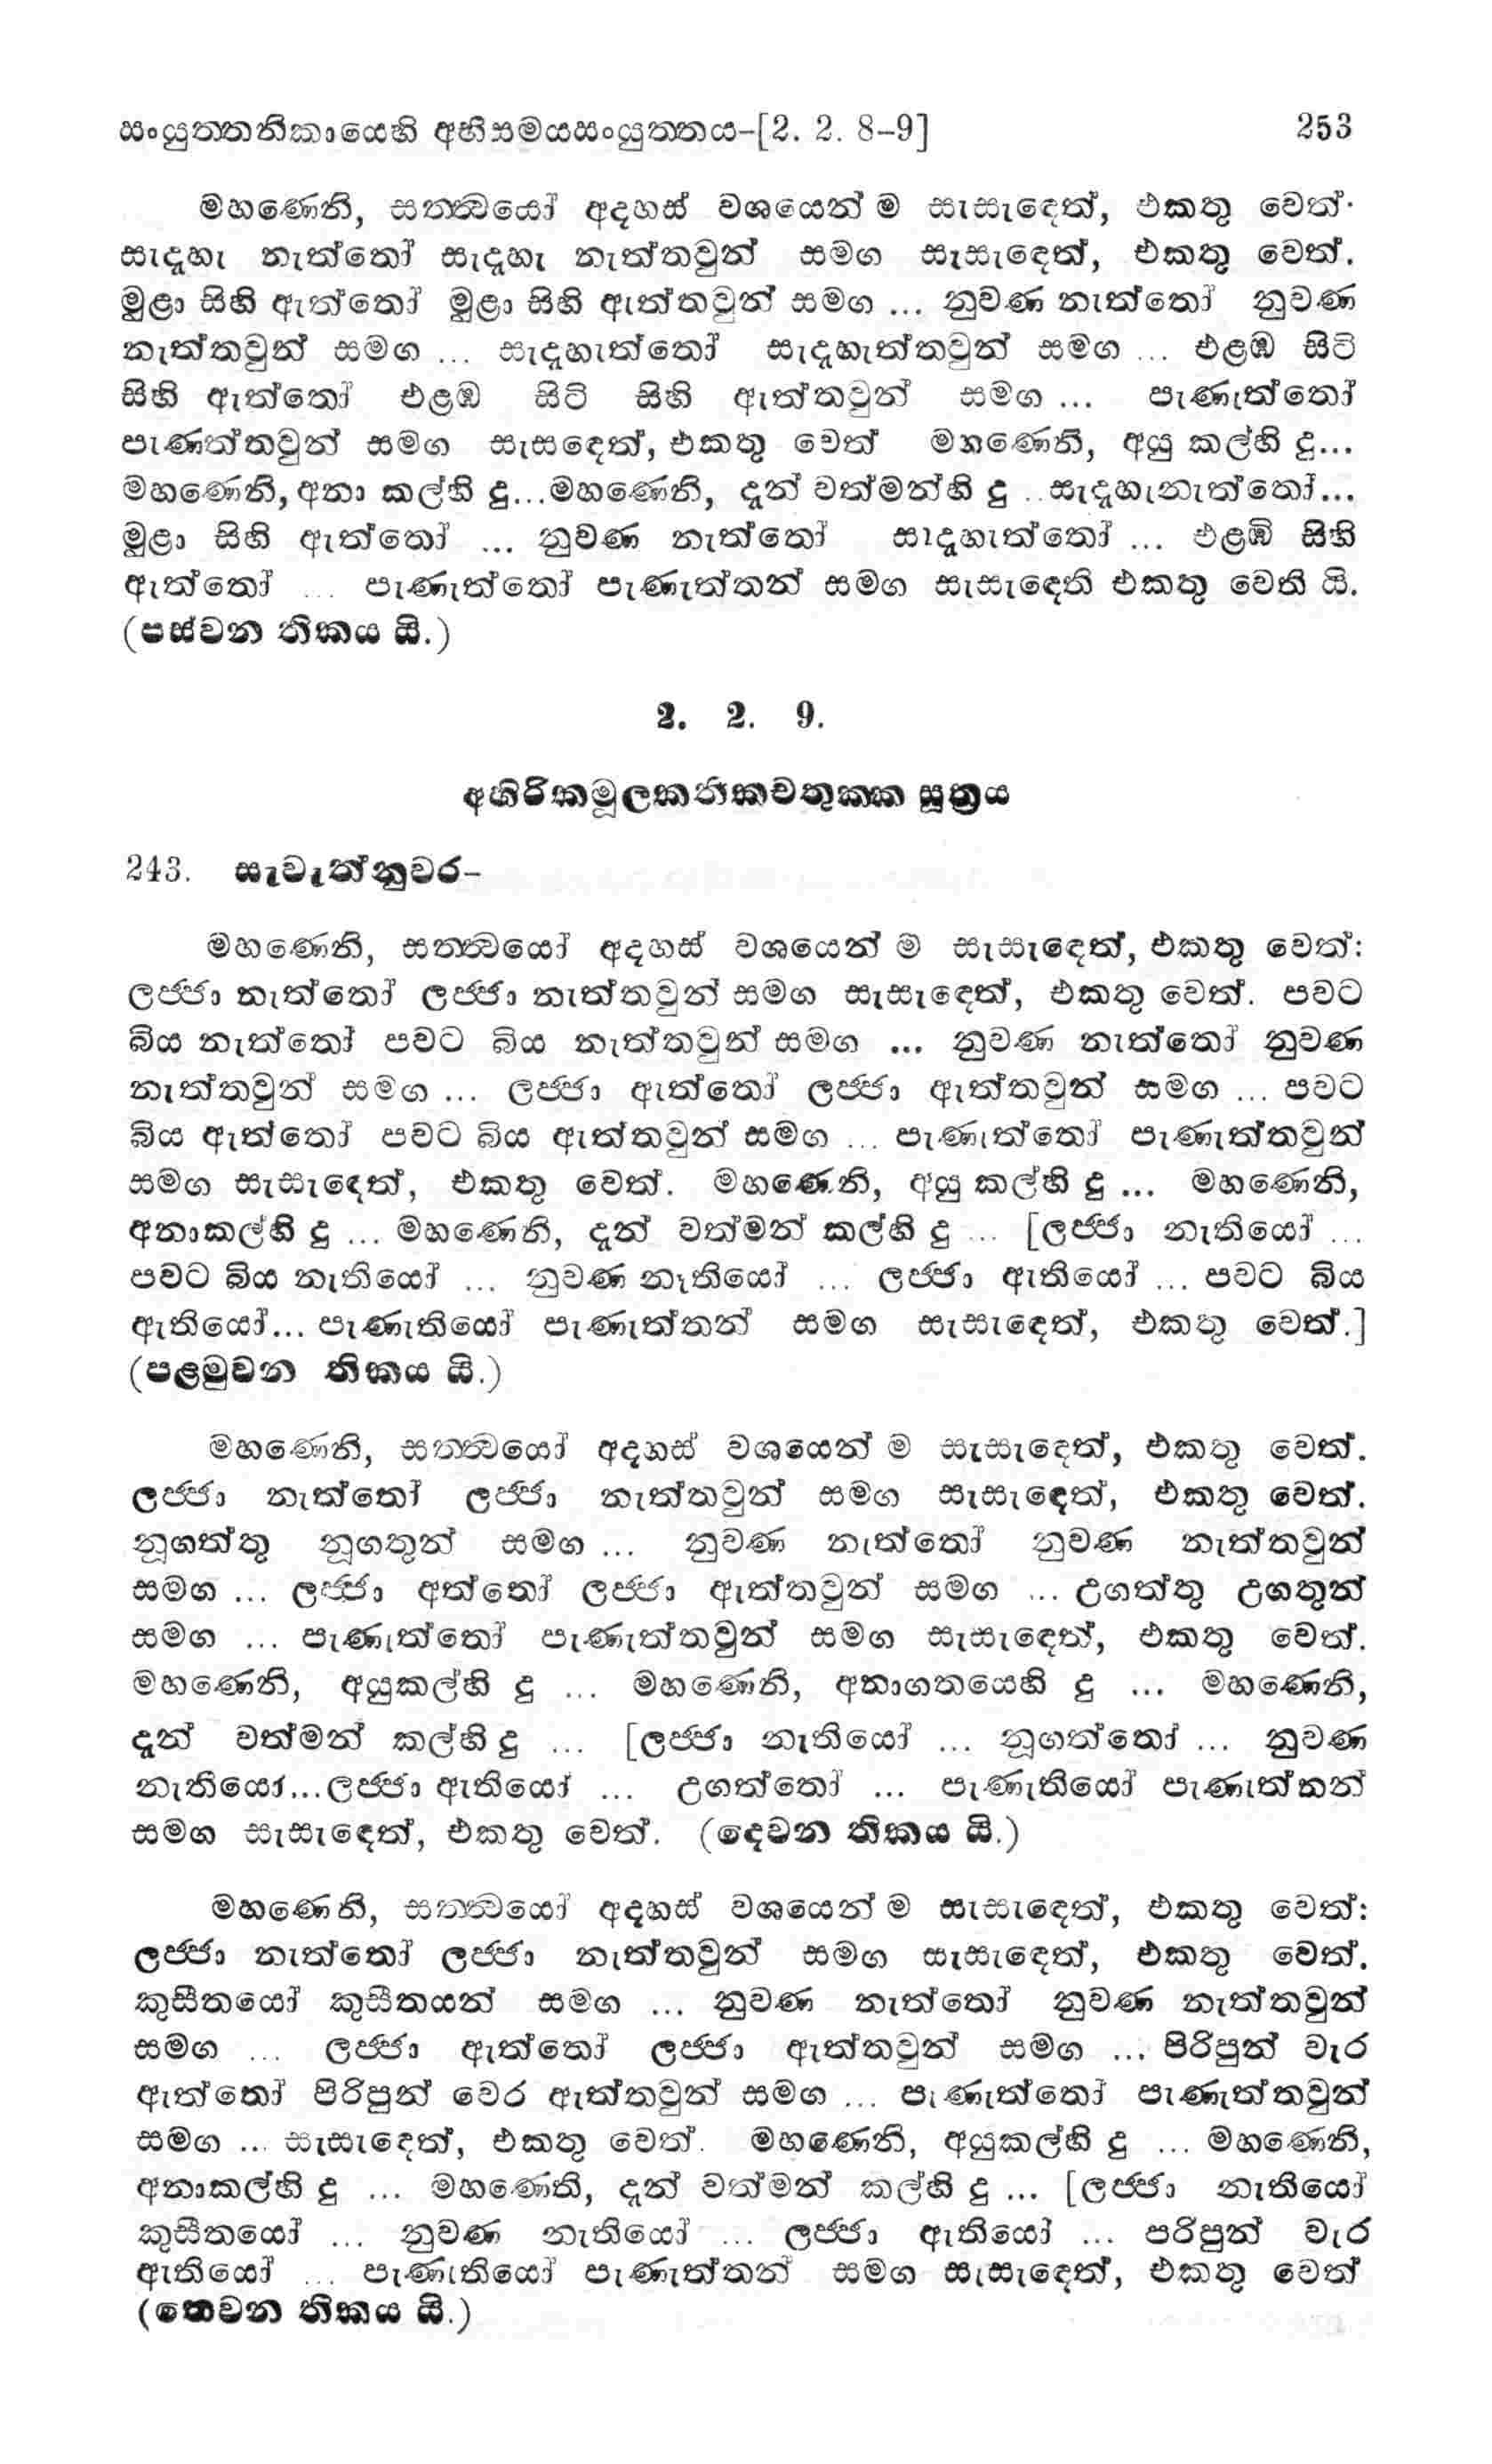 සංයුත්තනිකායෙහි අභිසමයසංයුත්තය–[2. 2. 8–9] 253
මහණෙනි, සත්ත්වයෝ අදහස් වශයෙන් ම සැසැඳෙත්, එකතු වෙත්.
සැදූහැ නැත්තෝ සැදූහැ නැත්තවුන් සමග සැසැඳෙත්, එකතු වෙත්.
මුළා සිහි ඇත්තෝ මුළා සිහි ඇත්තවුන් සමග ... නුවණ නැත්තෝ නුවණ
නැත්තවුන් සමග ... සැදූහැත්තෝ සැදූහැත්තවුන් සමග ... එළඹ සිටි
සිහි ඇත්තෝ එළඹ සිටි සිහි ඇත්තවුන් සමග ... පැණැත්තෝ
පැණත්තවුන් සමග සැසඳෙත්, එකතු වෙත් මහණෙනි, අයු කල්හි දු...
මහණෙනි, අනා කල්හි දු...මහණෙනි, දූන් වත්මන්හි දු ..සැදූහැනැත්තෝ...
මුළා සිහි ඇත්තෝ ... නුවණ නැත්තෝ සාදූහැත්තෝ ... එළඹි සිහි
ඇත්තෝ ... පැණැත්තෝ පැණැත්තන් සමග සැසැඳෙති එකතු වෙති යි.
(පස්වන තිකය යි.)
2. 2. 9.
අහිරිකමූලකතිකචතුක්ක සූත්‍රය
243. සැවැත්නුවර–
මහණෙනි, සත්ත්වයෝ අදහස් වශයෙන් ම සැසැඳෙත්, එකතු වෙත්:
ලජ්ජා නැත්තෝ ලජ්ජා නැත්තවුන් සමග සැසැඳෙත්, එකතු වෙත්. පවට
බිය නැත්තෝ පවට බිය නැත්තවුන් සමග ... නුවණ නැත්තෝ නුවණ
නැත්තවුන් සමග ... ලජ්ජා ඇත්තෝ ලජ්ජා ඇත්තවුන් සමග ... පවට
බිය ඇත්තෝ පවට බිය ඇත්තවුන් සමග ... පැණැත්තෝ පැණැත්තවුන්
සමග සැසැඳෙත්, එකතු වෙත්. මහණෙනි, අයු කල්හි දු ... මහණෙනි,
අනාකල්හි දු ... මහණෙනි, දූන් වත්මන් කල්හි දු ... [ලජ්ජා නැතියෝ ...
පවට බිය නැතියෝ ... නුවණ නැතියෝ ... ලජ්ජා ඇතියෝ ... පවට බිය
ඇතියෝ... පැණැතියෝ පැණැත්තන් සමග සැසැඳෙත්, එකතු වෙත්.]
(පළමුවන තිකය යි.)
මහණෙනි, සත්ත්වයෝ අදහස් වශයෙන් ම සැසැඳෙත්, එකතු වෙත්.
ලජ්ජා නැත්තෝ ලජ්ජා නැත්තවුන් සමග සැසැඳෙත්, එකතු වෙත්.
නූගත්තු නූගතුන් සමග ... නුවණ නැත්තෝ නුවණ නැත්තවුන්
සමග ... ලජ්ජා අත්තෝ ලජ්ජා ඇත්තවුන් සමග ... උගත්තු උගතුන්
සමග ... පැණැත්තෝ පැණැත්තවුන් සමග සැසැඳෙත්, එකතු වෙත්.
මහණෙනි, අයුකල්හි දු ... මහණෙනි, අනාගතයෙහි දු ... මහණෙනි,
දූන් වත්මන් කල්හි දු ... [ලජ්ජා නැතියෝ ... නූගත්තෝ ... නුවණ
නැතියෝ...ලජ්ජා ඇතියෝ ... උගත්තෝ ... පැණැතියෝ පැණැත්තන්
සමග සැසැඳෙත්, එකතු වෙත්. (දෙවන තිකය යි.)
මහණෙනි, සත්ත්වයෝ අදහස් වශයෙන් ම සැසැඳෙත්, එකතු වෙත්:
ලජ්ජා නැත්තෝ ලජ්ජා නැත්තවුන් සමග සැසැඳෙත්, එකතු වෙත්.
කුසීතයෝ කුසීතයන් සමග ... නුවණ නැත්තෝ නුවණ නැත්තවුන්
සමග ... ලජ්ජා ඇත්තෝ ලජ්ජා ඇත්තවුන් සමග ... පිරිපුන් වැර
ඇත්තෝ පිරිපුන් වෙර ඇත්තවුන් සමග ... පැණැත්තෝ පැණැත්තවුන්
සමග ... සැසැඳෙත්, එකතු වෙත්. මහණෙනි, අයුකල්හි දු ... මහණෙනි,
අනාකල්හි දු ... මහණෙනි, දූන් වත්මන් කල්හි දු ... [ලජ්ජා නැතියෝ
කුසීතයෝ ... නුවණ නැතියෝ ... ලජ්ජා ඇතියෝ ... පරිපුන් වැර
ඇතියෝ ... පැණැතියෝ පැණැත්තන් සමග සැසැඳෙත්, එකතු වෙත්
(තෙවන තිකය යි.)